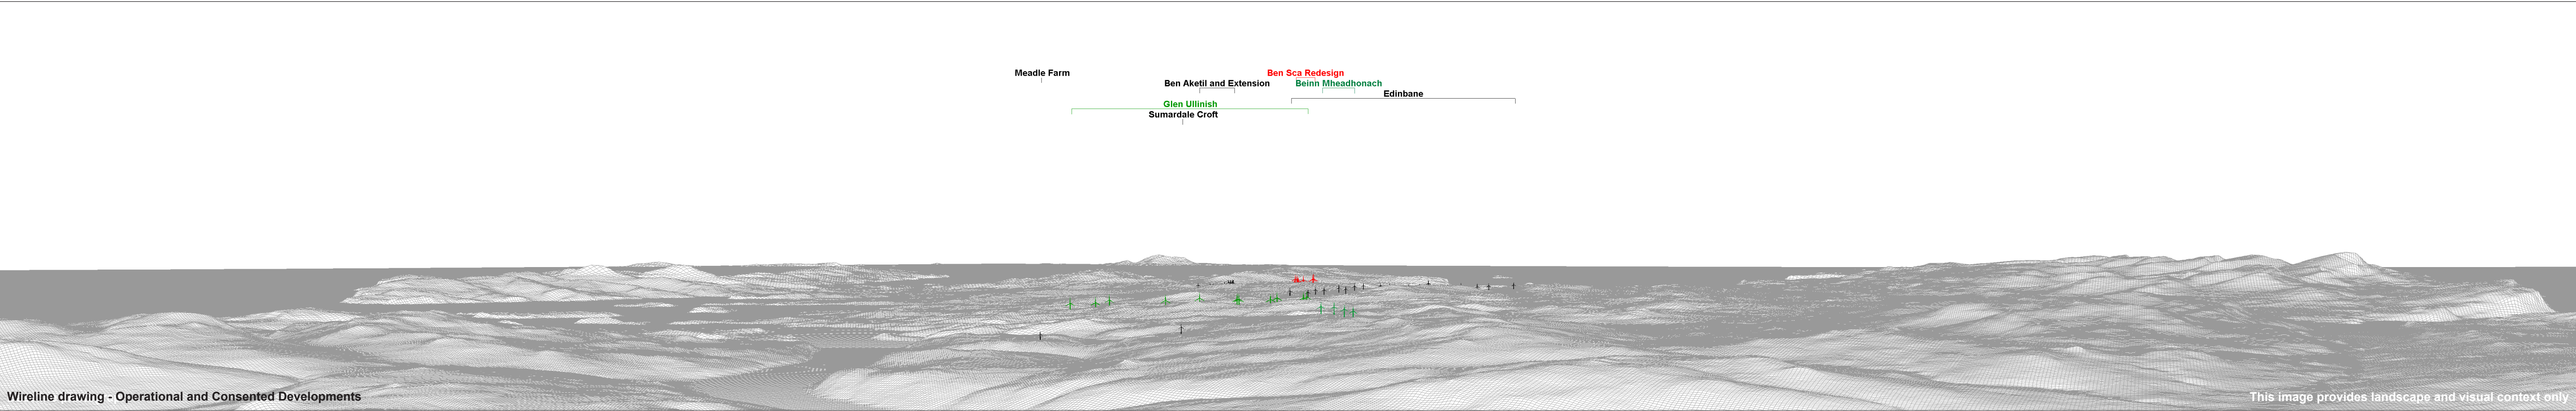 Meadle Farm
Ben Sca Redesign
Ben Aketil and Extension
Beinn Mheadhonach
Edinbane
Glen Ullinish
Sumardale Croft
Wireline drawing - Operational and Consented Developments
This image provides landscape and visual context only